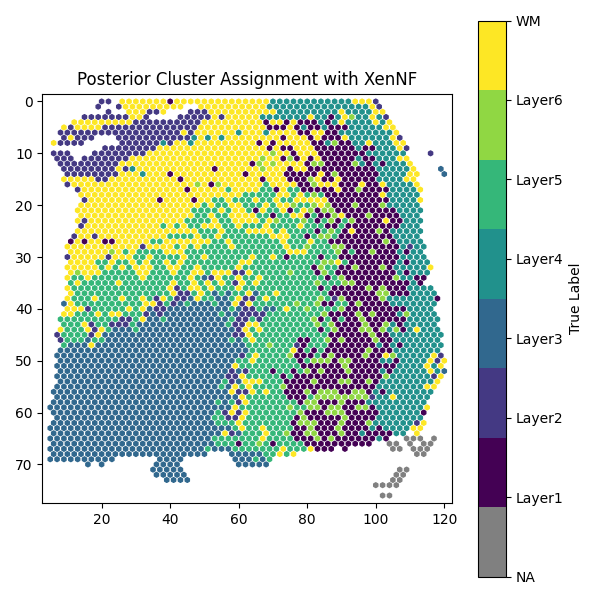 Posterior Cluster Assignment with XenNF
0
10
20
30
40
50
60
70
20
40
60
80
100
120
WM
Layer6
Layer5
Layer4
Layer3
Layer2
Layer1
NA
True Label